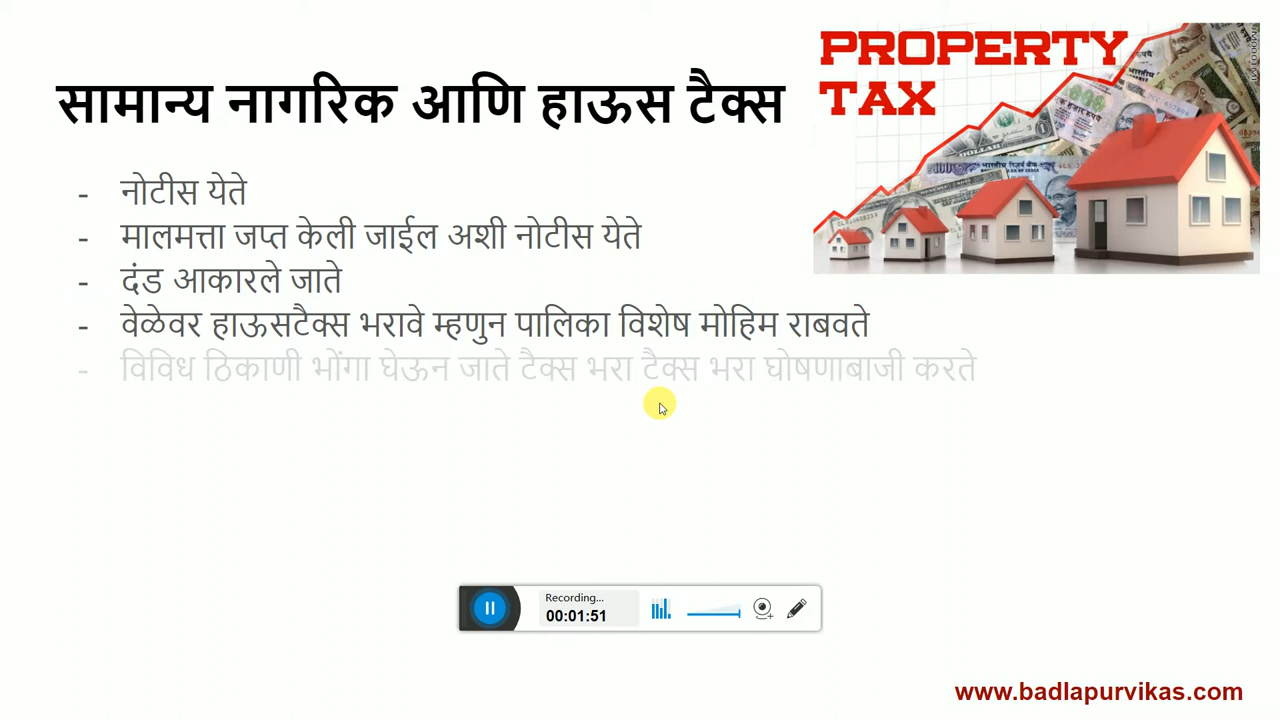 PROPERTY
TAX
सामान्य नागरिक आणि हाऊस टैक्स
- नोटीस येते
- मालमत्ता जप्त केली जाईल अशी नोटीस येते
- दंड आकारले जाते
- वेळेवर हाऊसटैक्स भरावे म्हणुन पालिका विशेष मोहिम राबवते
- विविध ठिकाणी भोंगा घेऊन जाते टैक्स भरा टैक्स भरा घोषणाबाजी करते
Recording...
00:01:51
www.badlapurvikas.com